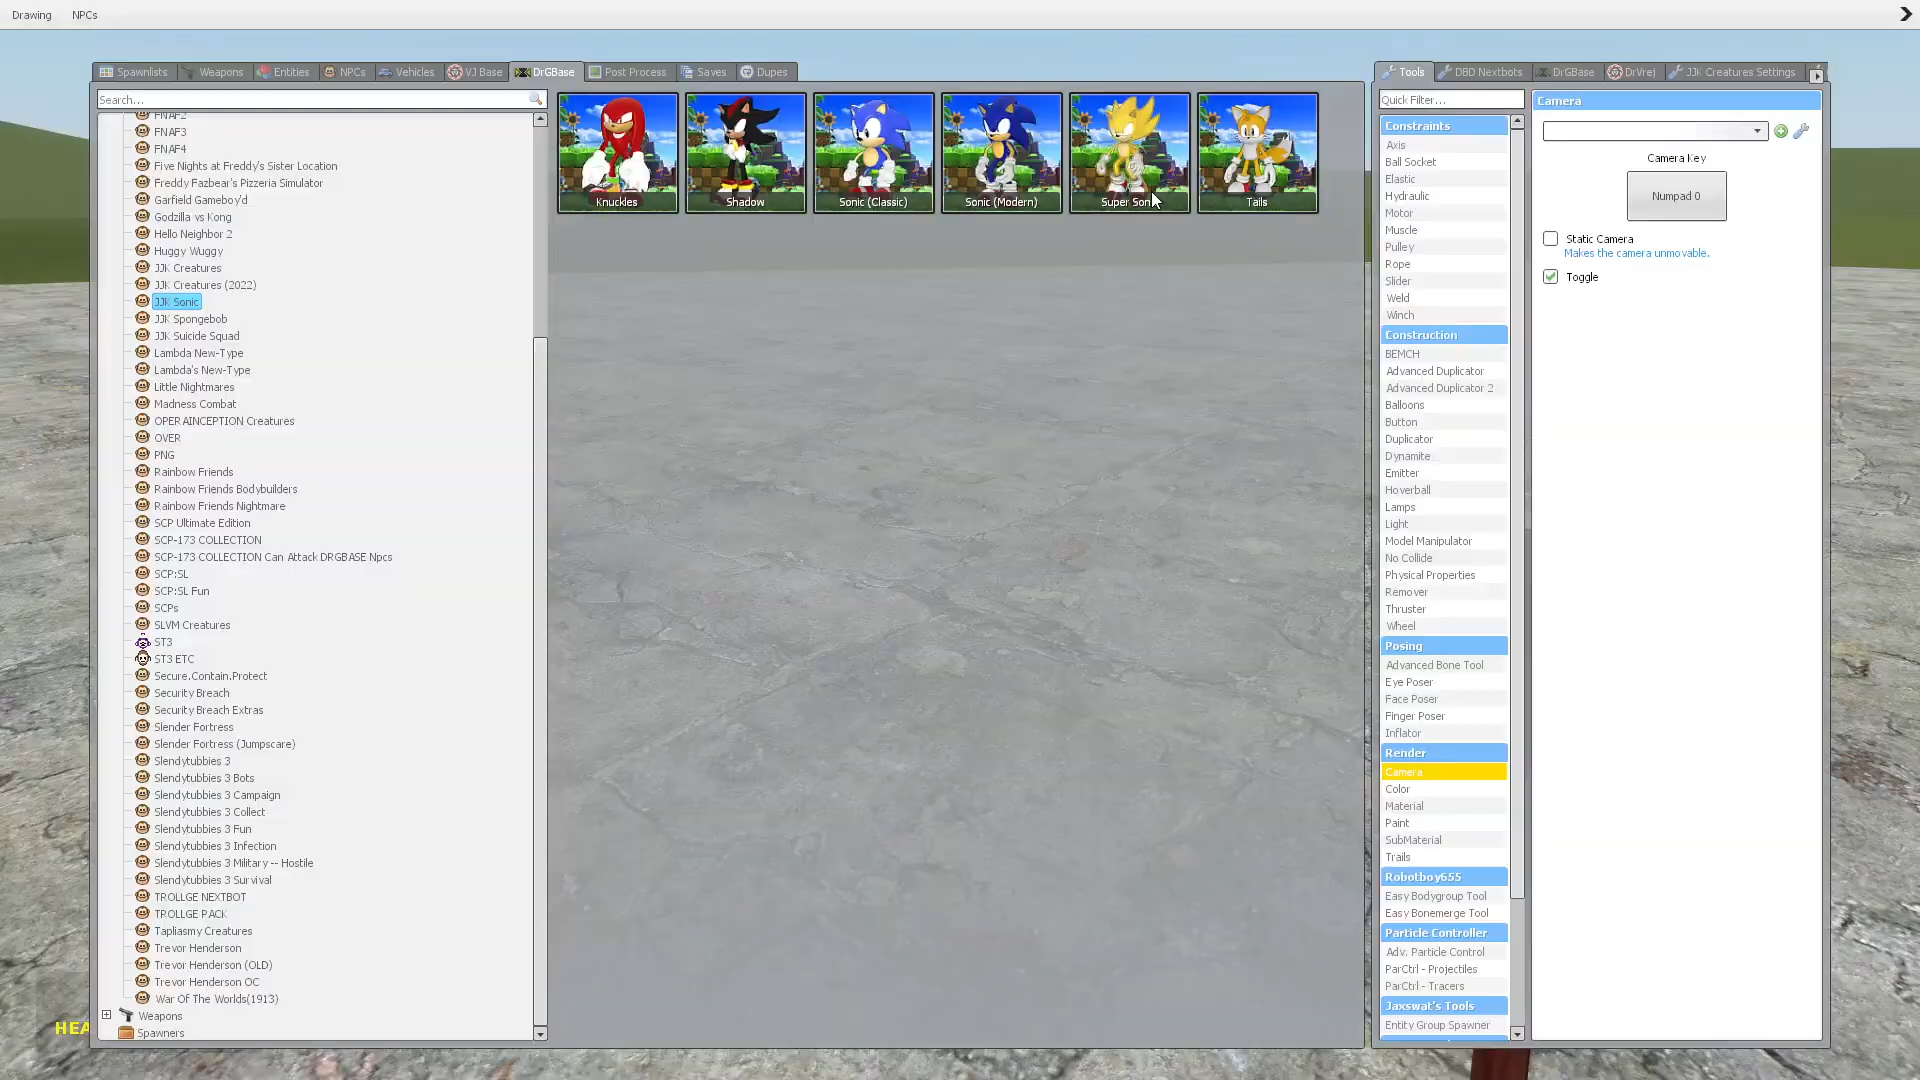 Drawing NPCs
Spawnlists Weapons Entities NPCs Vehicles VJ Base DrGBase Post Process Saves Dupes
Search...
FNAF2
FNAF3
FNAF4
Five Nights at Freddy's Sister Location
Freddy Fazbear's Pizzeria Simulator
Garfield Gameboy'd
Godzilla vs Kong
Hello Neighbor 2
Huggy Wuggy
JJK Creatures
JJK Creatures (2022)
JJK Sonic
JJK Spongebob
JJK Suicide Squad
Lambda New-Type
Lambda's New-Type
Little Nightmares
Madness Combat
OPERAINCEPTION Creatures
OVER
PNG
Rainbow Friends
Rainbow Friends Bodybuilders
Rainbow Friends Nightmare
SCP Ultimate Edition
SCP-173 COLLECTION
SCP-173 COLLECTION Can Attack DRGBASE Npcs
SCP:SL
SCP:SL Fun
SCPs
SLVM Creatures
ST3
ST3 ETC
Secure.Contain.Protect
Security Breach
Security Breach Extras
Slender Fortress
Slender Fortress (Jumpscare)
Slendytubbies 3
Slendytubbies 3 Bots
Slendytubbies 3 Campaign
Slendytubbies 3 Collect
Slendytubbies 3 Fun
Slendytubbies 3 Infection
Slendytubbies 3 Military -- Hostile
Slendytubbies 3 Survival
TROLLGE NEXTBOT
TROLLGE PACK
Tapliasmy Creatures
Trevor Henderson
Trevor Henderson (OLD)
Trevor Henderson OC
War Of The Worlds(1913)
Weapons
Spawners
HEA
Knuckles Shadow Sonic (Classic) Sonic (Modern) Super Son Tails
Tools DBD Nextbots DrGBase DrVrej JJK Creatures Settings
Quick Filter...
Constraints
Axis
Ball Socket
Elastic
Hydraulic
Motor
Muscle
Pulley
Rope
Slider
Weld
Winch
Construction
BEMCH
Advanced Duplicator
Advanced Duplicator 2
Balloons
Button
Duplicator
Dynamite
Emitter
Hoverball
Lamps
Light
Model Manipulator
No Collide
Physical Properties
Remover
Thruster
Wheel
Posing
Advanced Bone Tool
Eye Poser
Face Poser
Finger Poser
Inflator
Render
Camera
Color
Material
Paint
SubMaterial
Trails
Robotboy655
Easy Bodygroup Tool
Easy Bonemerge Tool
Particle Controller
Adv. Particle Control
ParCtrl - Projectiles
ParCtrl - Tracers
Jaxswat's Tools
Entity Group Spawner
Camera
Camera Key
Numpad 0
Static Camera
Makes the camera unmovable.
Toggle